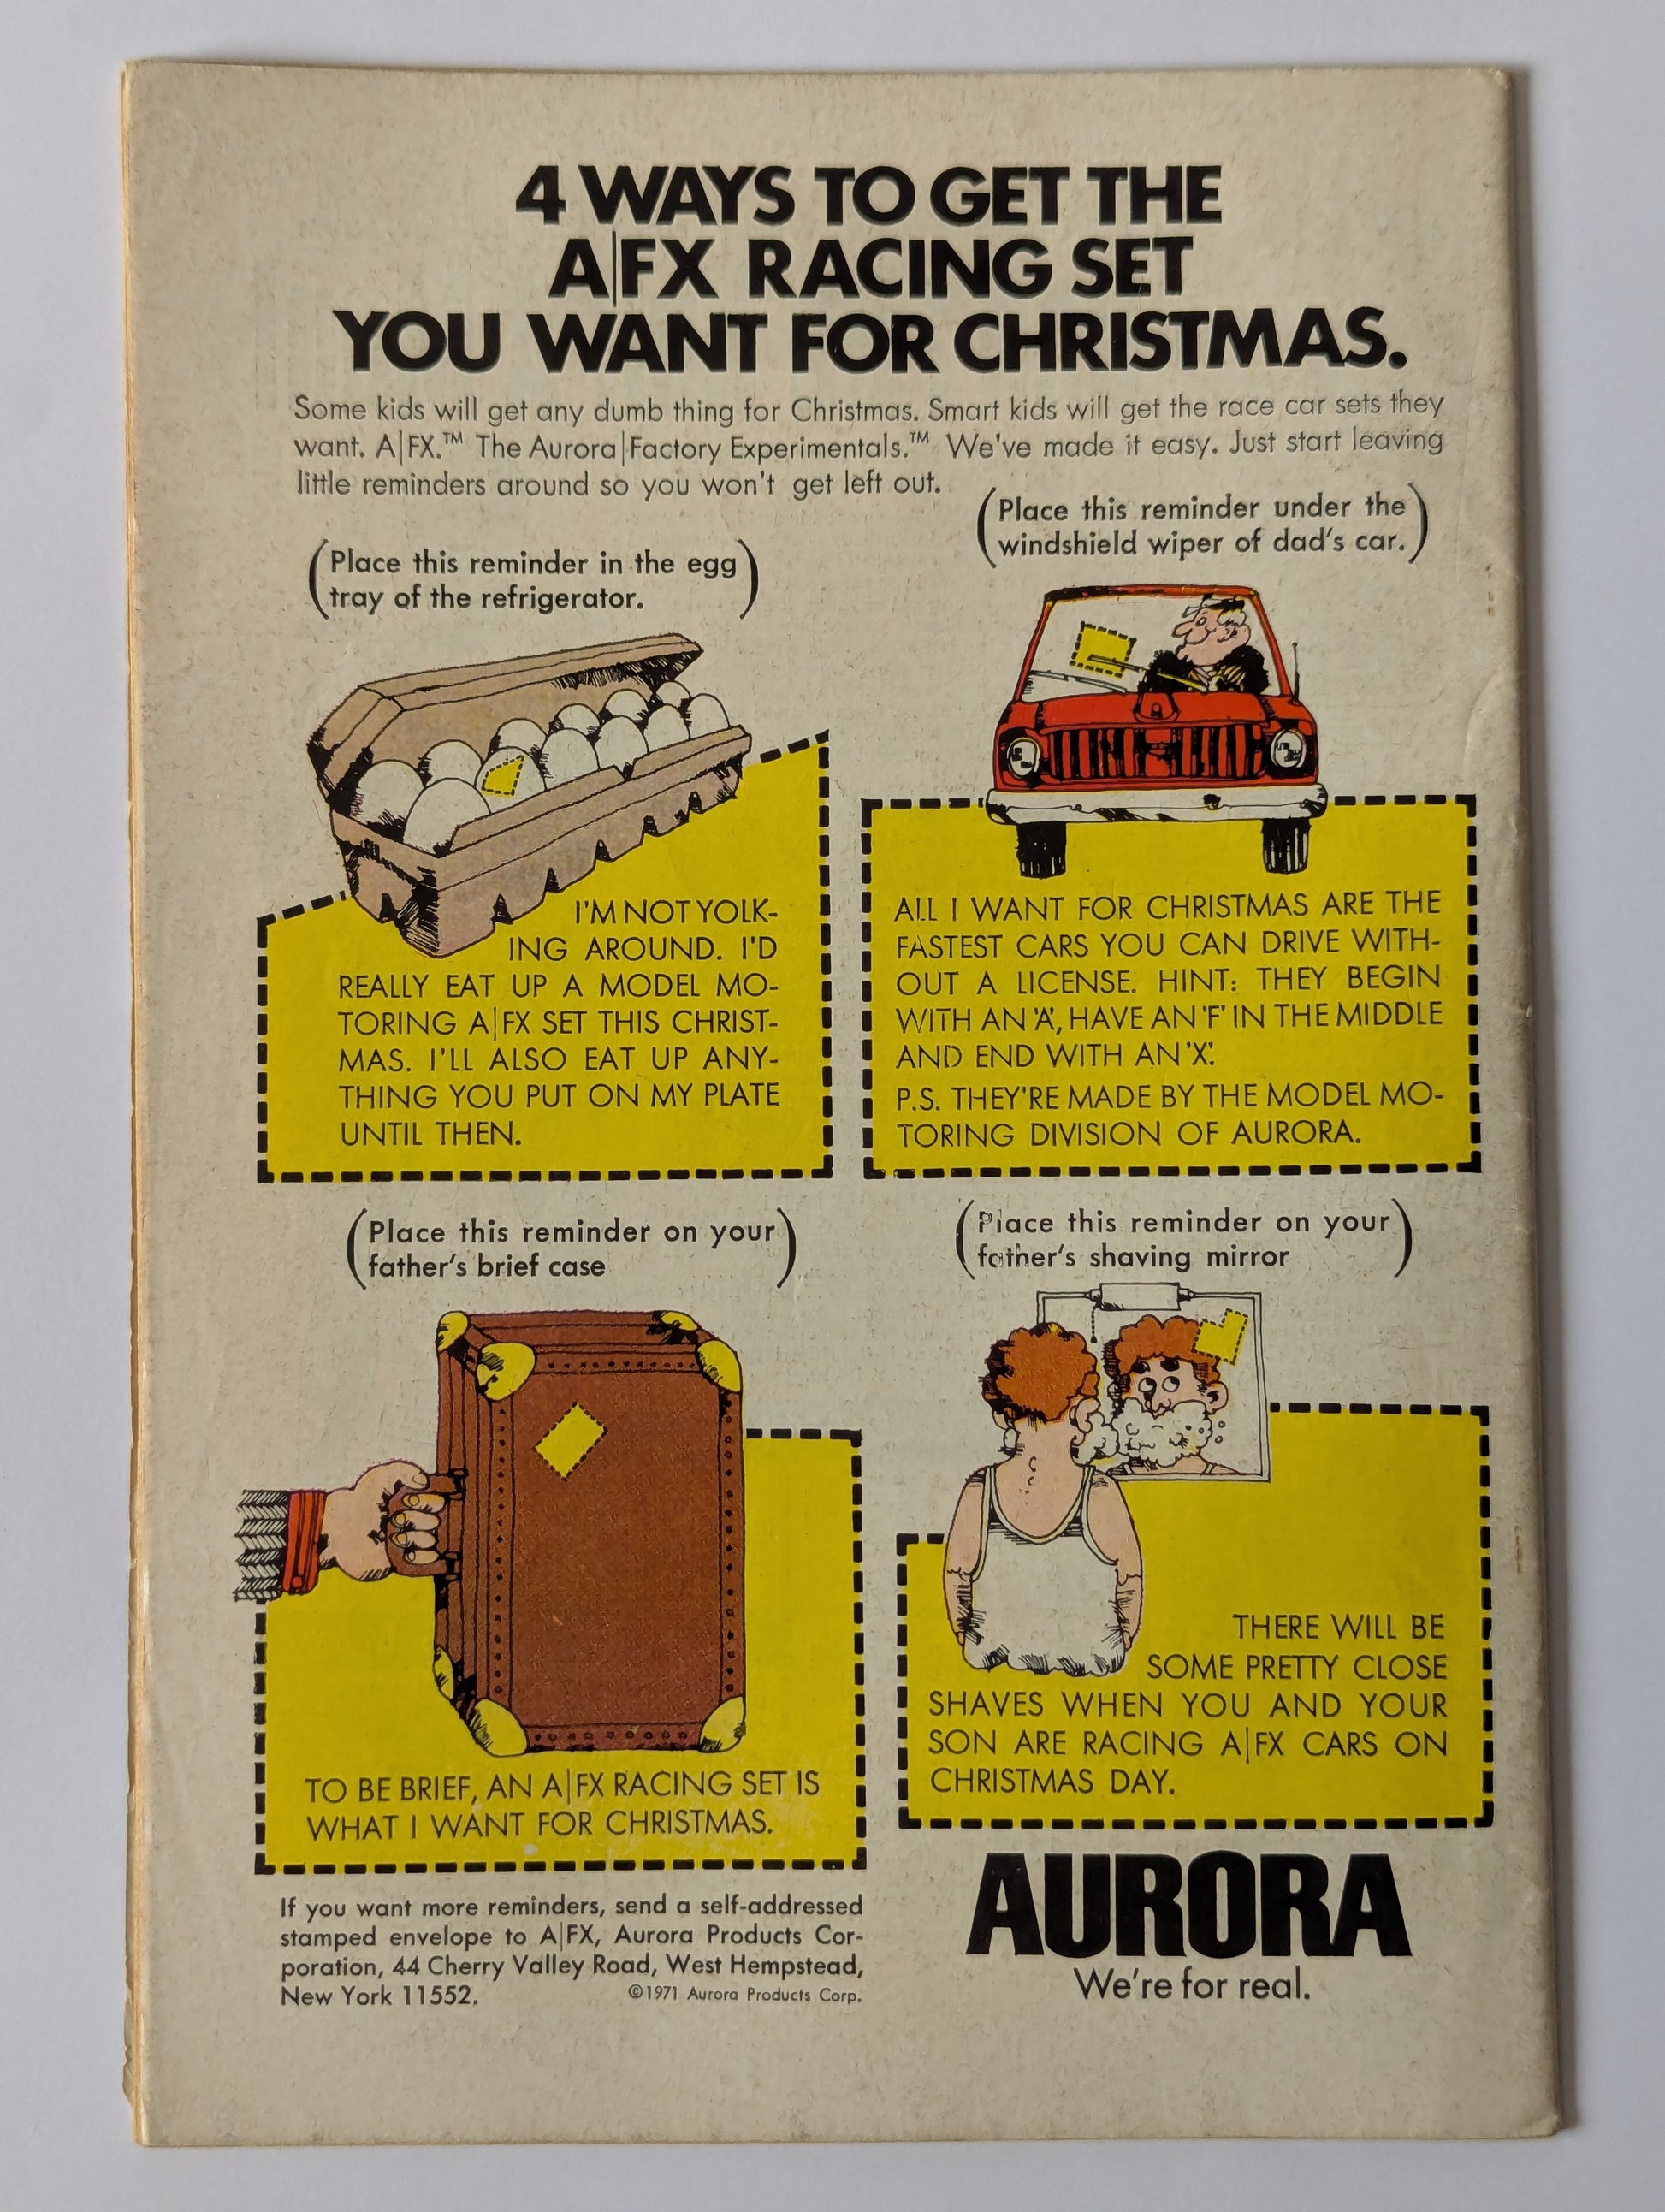 4 WAYS TO GET THE
A|FX RACING SET
YOU WANT FOR CHRISTMAS.
Some kids will get any dumb thing for Christmas. Smart kids will get the race car sets they
want. A|FX.™ The Aurora|Factory Experimentals.™ We've made it easy. Just start leaving
little reminders around so you won't get left out.
(Place this reminder in the egg
tray of the refrigerator.)
(Place this reminder under the
windshield wiper of dad's car.)
I'M NOT YOLK-
ING AROUND. I'D
REALLY EAT UP A MODEL MO-
TORING A|FX SET THIS CHRIST-
MAS. I'LL ALSO EAT UP ANY-
THING YOU PUT ON MY PLATE
UNTIL THEN.
ALL I WANT FOR CHRISTMAS ARE THE
FASTEST CARS YOU CAN DRIVE WITH-
OUT A LICENSE. HINT: THEY BEGIN
WITH AN 'A', HAVE AN 'F' IN THE MIDDLE
AND END WITH AN 'X'.
P.S. THEY'RE MADE BY THE MODEL MO-
TORING DIVISION OF AURORA.
(Place this reminder on your
father's brief case)
(Place this reminder on your
father's shaving mirror)
TO BE BRIEF, AN A|FX RACING SET IS
WHAT I WANT FOR CHRISTMAS.
THERE WILL BE
SOME PRETTY CLOSE
SHAVES WHEN YOU AND YOUR
SON ARE RACING A|FX CARS ON
CHRISTMAS DAY.
If you want more reminders, send a self-addressed
stamped envelope to A|FX, Aurora Products Cor-
poration, 44 Cherry Valley Road, West Hempstead,
New York 11552. ©1971 Aurora Products Corp.
AURORA
We're for real.